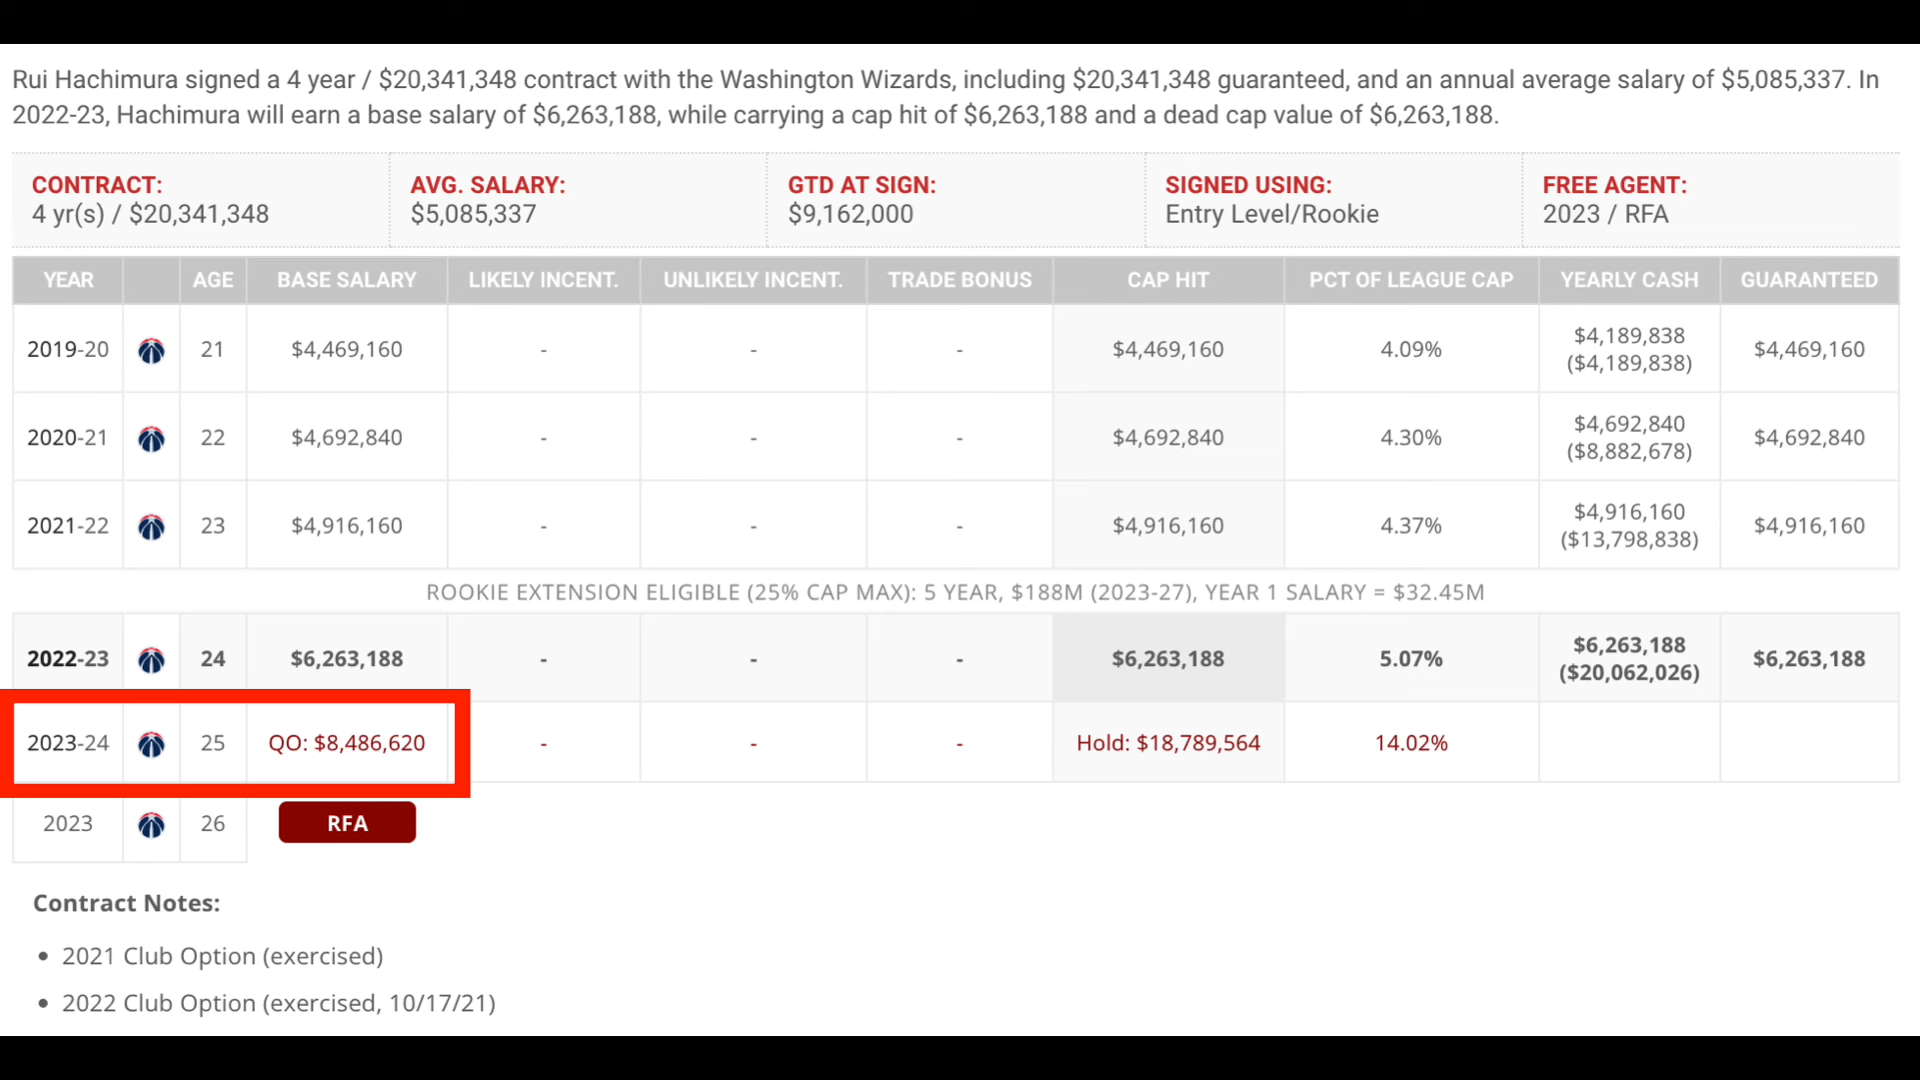 Rui Hachimura signed a 4 year / $20,341,348 contract with the Washington Wizards, including $20,341,348 guaranteed, and an annual average salary of $5,085,337. In
2022-23, Hachimura will earn a base salary of $6,263,188, while carrying a cap hit of $6,263,188 and a dead cap value of $6,263,188.
CONTRACT: AVG. SALARY: GTD AT SIGN: SIGNED USING: FREE AGENT:
4 yr(s) / $20,341,348 $5,085,337 $9,162,000 Entry Level/Rookie 2023 / RFA
YEAR AGE BASE SALARY LIKELY INCENT. UNLIKELY INCENT. TRADE BONUS CAP HIT PCT OF LEAGUE CAP YEARLY CASH GUARANTEED
2019-20 21 $4,469,160 - - - $4,469,160 4.09% $4,189,838 $4,469,160
($4,189,838)
2020-21 22 $4,692,840 - - - $4,692,840 4.30% $4,692,840 $4,692,840
($8,882,678)
2021-22 23 $4,916,160 - - - $4,916,160 4.37% $4,916,160 $4,916,160
($13,798,838)
ROOKIE EXTENSION ELIGIBLE (25% CAP MAX): 5 YEAR, $188M (2023-27), YEAR 1 SALARY = $32.45M
2022-23 24 $6,263,188 - - - $6,263,188 5.07% $6,263,188 $6,263,188
($20,062,026)
2023-24 25 QO: $8,486,620 - - - Hold: $18,789,564 14.02%
2023 26 RFA
Contract Notes:
• 2021 Club Option (exercised)
• 2022 Club Option (exercised, 10/17/21)